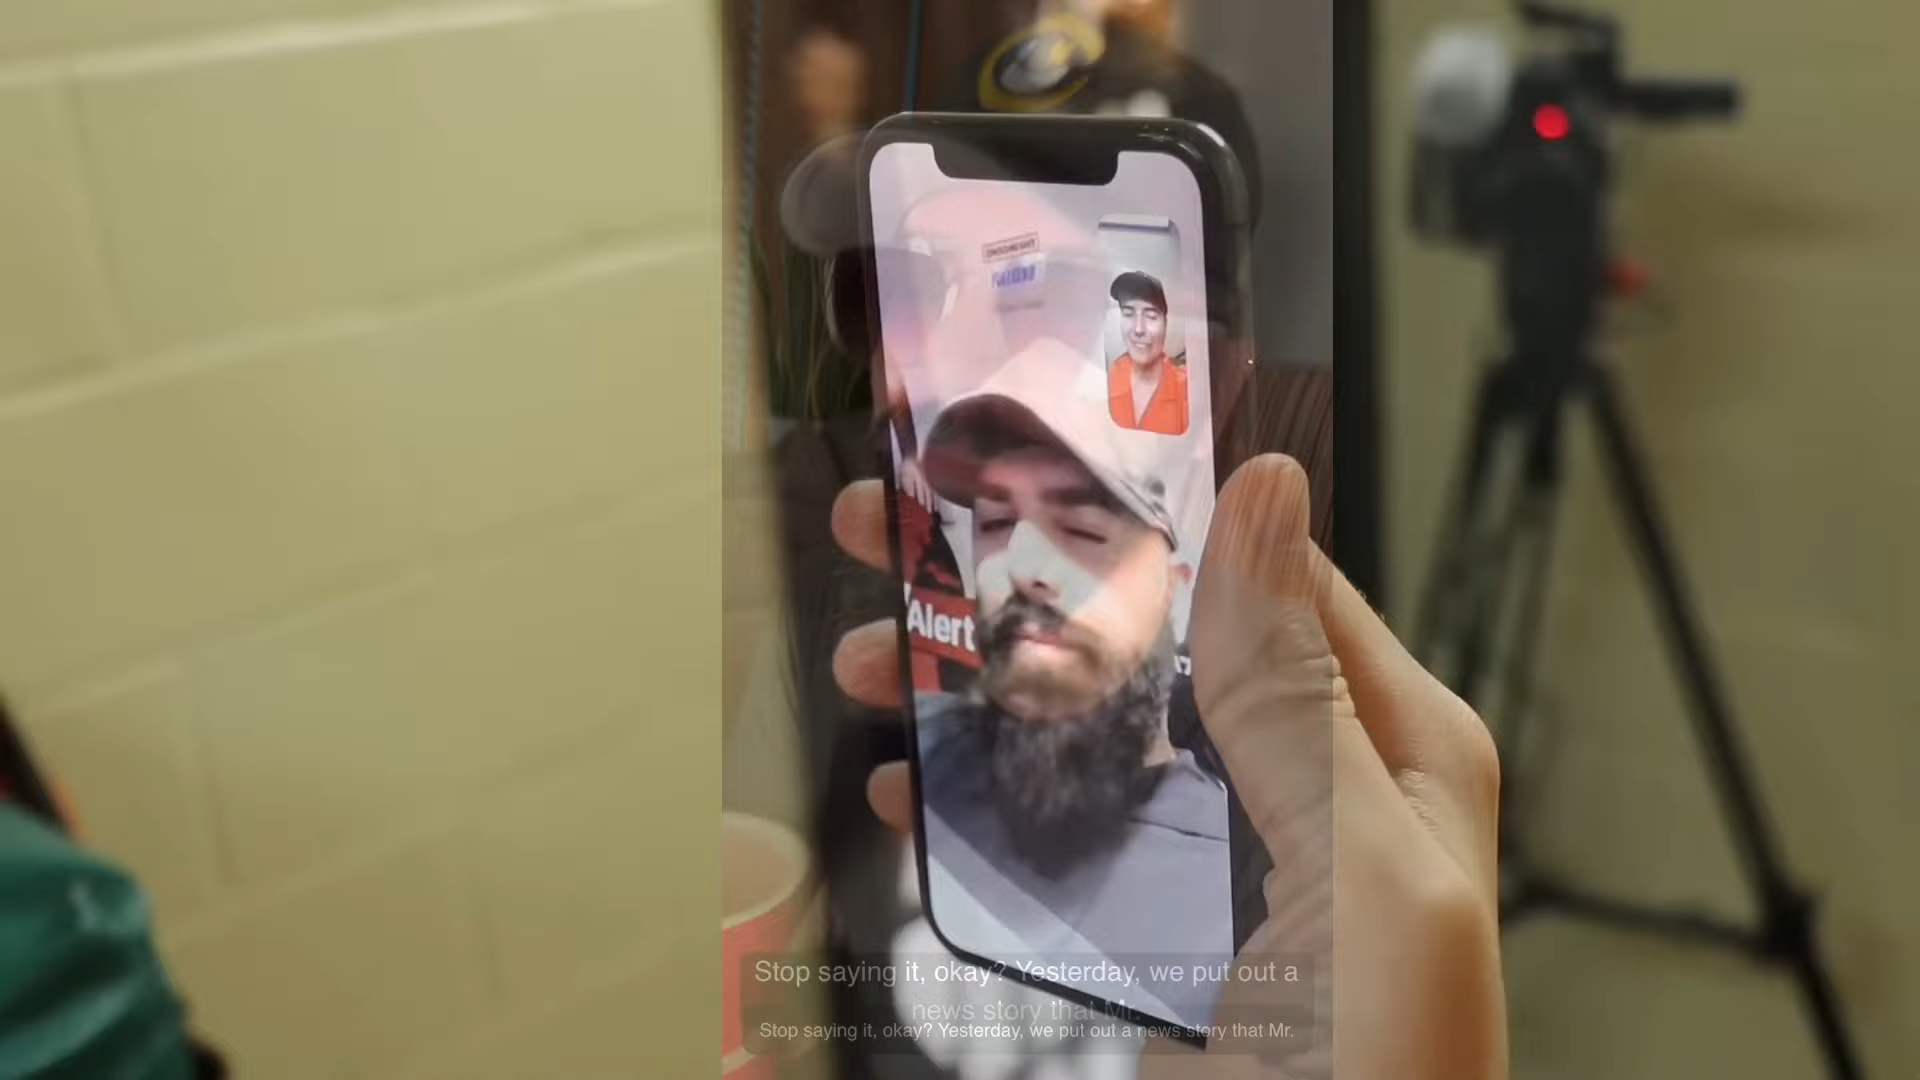 Alert
Stop saying it, okay? Yesterday, we put out a
news story that Mr.
Stop saying it, okay? Yesterday, we put out a news story that Mr.